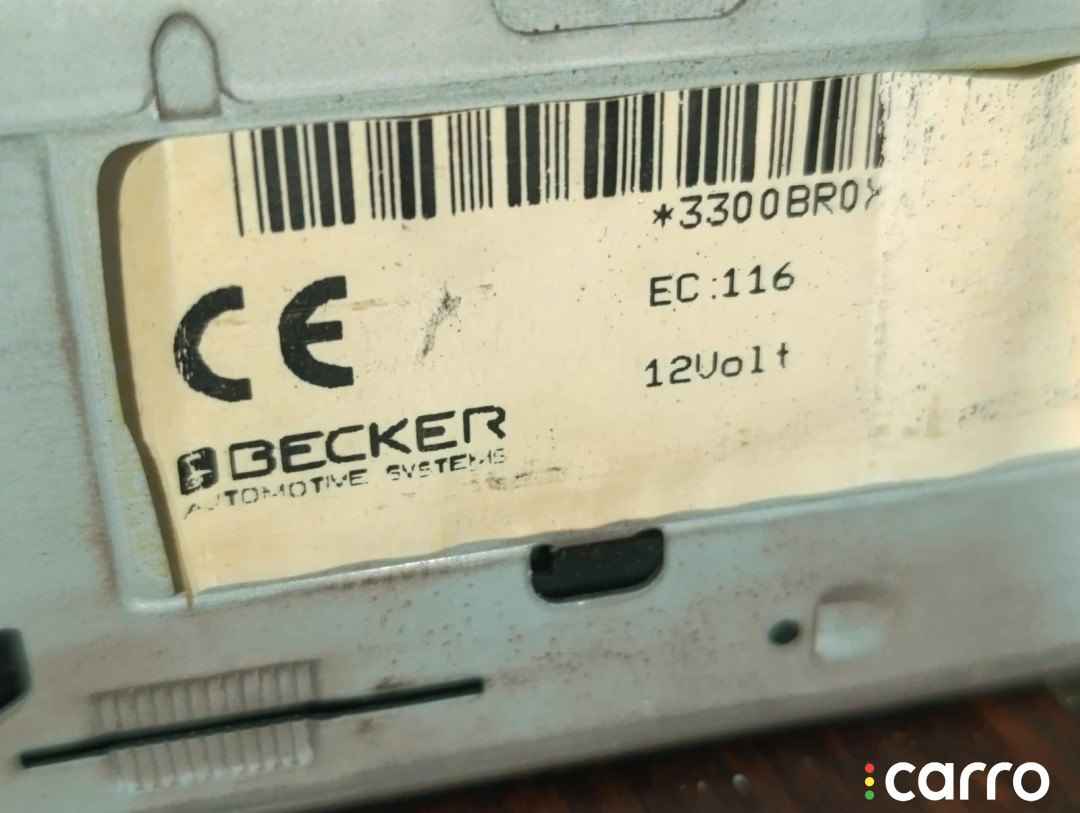 *3300BR0
EC:116
12Volt
CE
BECKER
AUTOMOTIVE SYSTEMS
carro